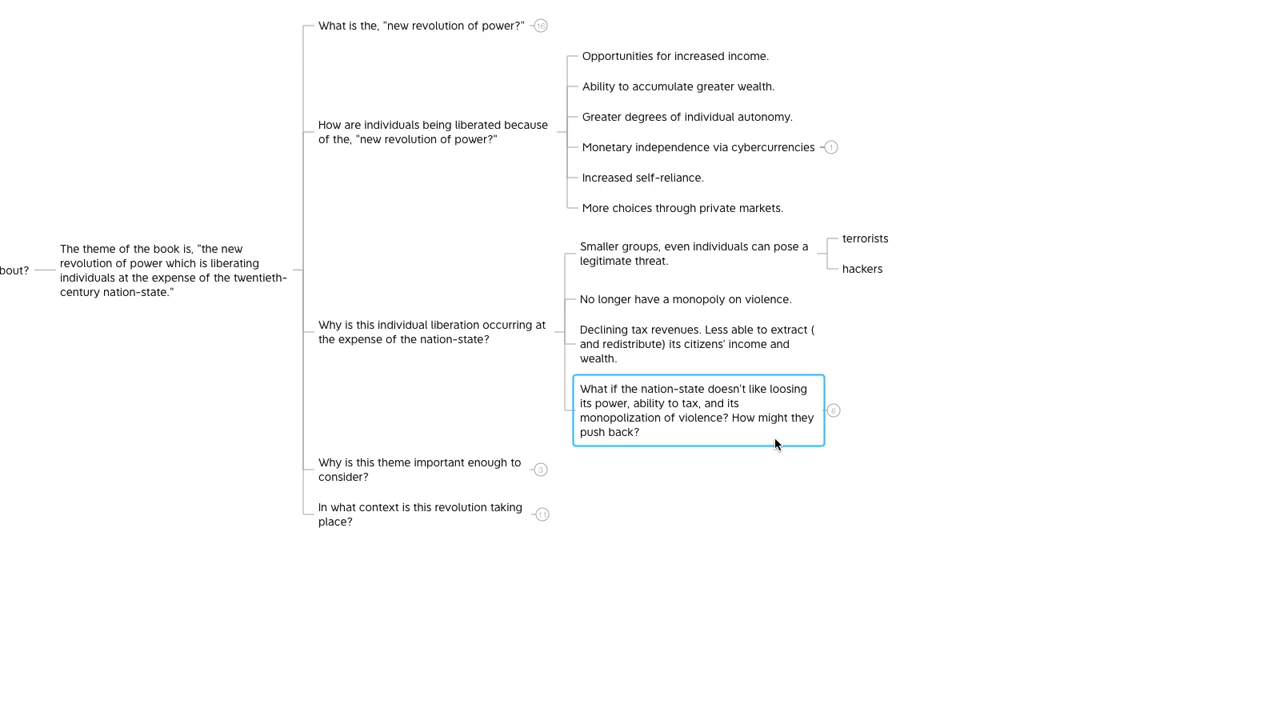 What is the, "new revolution of power?"
16
How are individuals being liberated because
of the, "new revolution of power?"
Opportunities for increased income.
Ability to accumulate greater wealth.
Greater degrees of individual autonomy.
Monetary independence via cybercurrencies
1
Increased self-reliance.
More choices through private markets.
bout?
The theme of the book is, "the new
revolution of power which is liberating
individuals at the expense of the twentieth-
century nation-state."
Why is this individual liberation occurring at
the expense of the nation-state?
Smaller groups, even individuals can pose a
legitimate threat.
terrorists
hackers
No longer have a monopoly on violence.
Declining tax revenues. Less able to extract (
and redistribute) its citizens' income and
wealth.
What if the nation-state doesn't like loosing
its power, ability to tax, and its
monopolization of violence? How might they
push back?
6
Why is this theme important enough to
consider?
3
In what context is this revolution taking
place?
11